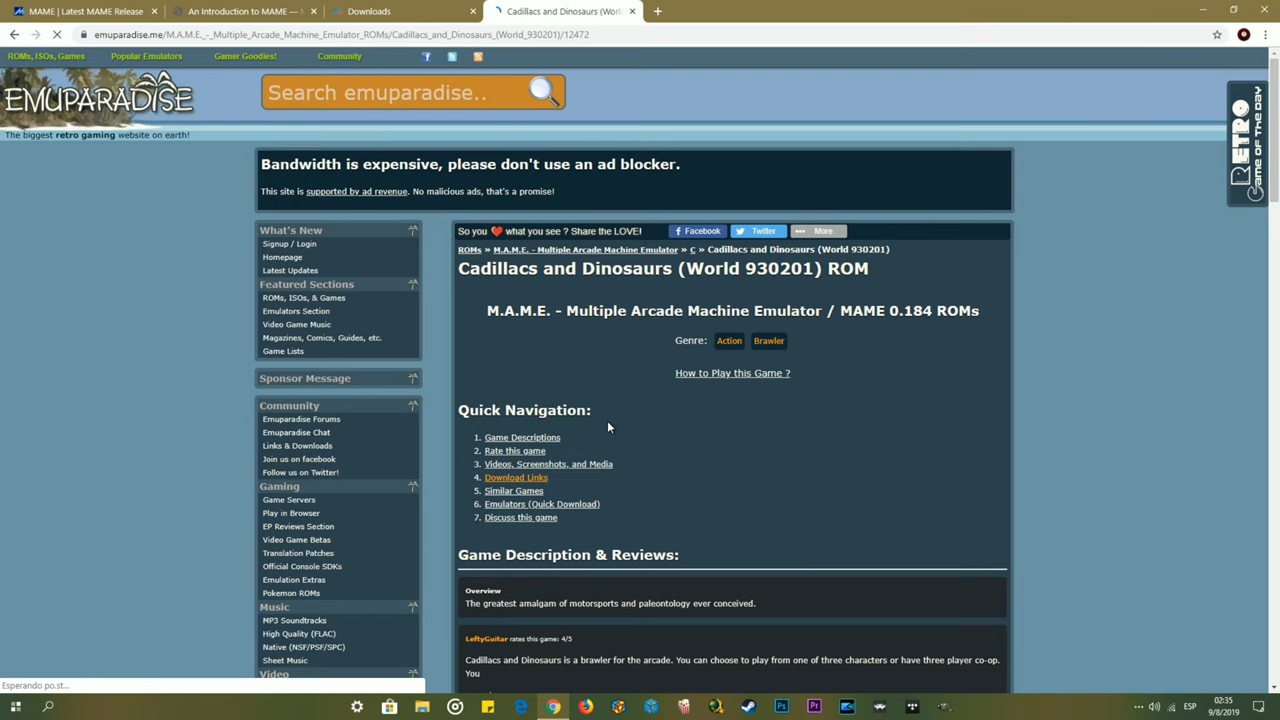 MAME | Latest MAME Release
An Introduction to MAME —
Downloads
Cadillacs and Dinosaurs (Worl
emuparadise.me/M.A.M.E._-_Multiple_Arcade_Machine_Emulator_ROMs/Cadillacs_and_Dinosaurs_(World_930201)/12472
ROMs, ISOs, Games
Popular Emulators
Gamer Goodies!
Community
EMUPARADISE
Search emuparadise..
The biggest retro gaming website on earth!
RETRO
Game OF THE DAY
Bandwidth is expensive, please don't use an ad blocker.
This site is supported by ad revenue. No malicious ads, that's a promise!
What's New
Signup / Login
Homepage
Latest Updates
Featured Sections
ROMs, ISOs, & Games
Emulators Section
Video Game Music
Magazines, Comics, Guides, etc.
Game Lists
Sponsor Message
Community
Emuparadise Forums
Emuparadise Chat
Links & Downloads
Join us on facebook
Follow us on Twitter!
Gaming
Game Servers
Play in Browser
EP Reviews Section
Video Game Betas
Translation Patches
Official Console SDKs
Emulation Extras
Pokemon ROMs
Music
MP3 Soundtracks
High Quality (FLAC)
Native (NSF/PSF/SPC)
Sheet Music
Video
So you ❤ what you see ? Share the LOVE!
Facebook
Twitter
More
ROMs » M.A.M.E. - Multiple Arcade Machine Emulator » C » Cadillacs and Dinosaurs (World 930201)
Cadillacs and Dinosaurs (World 930201) ROM
M.A.M.E. - Multiple Arcade Machine Emulator / MAME 0.184 ROMs
Genre: Action Brawler
How to Play this Game ?
Quick Navigation:
1. Game Descriptions
2. Rate this game
3. Videos, Screenshots, and Media
4. Download Links
5. Similar Games
6. Emulators (Quick Download)
7. Discuss this game
Game Description & Reviews:
Overview
The greatest amalgam of motorsports and paleontology ever conceived.
LeftyGuitar rates this game: 4/5
Cadillacs and Dinosaurs is a brawler for the arcade. You can choose to play from one of three characters or have three player co-op.
You
Esperando po.st...
ESP
02:35
9/8/2019